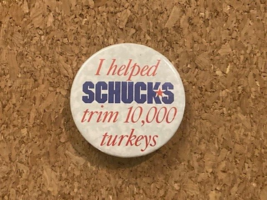 I helped
SCHUCKS
trim 10,000
turkeys